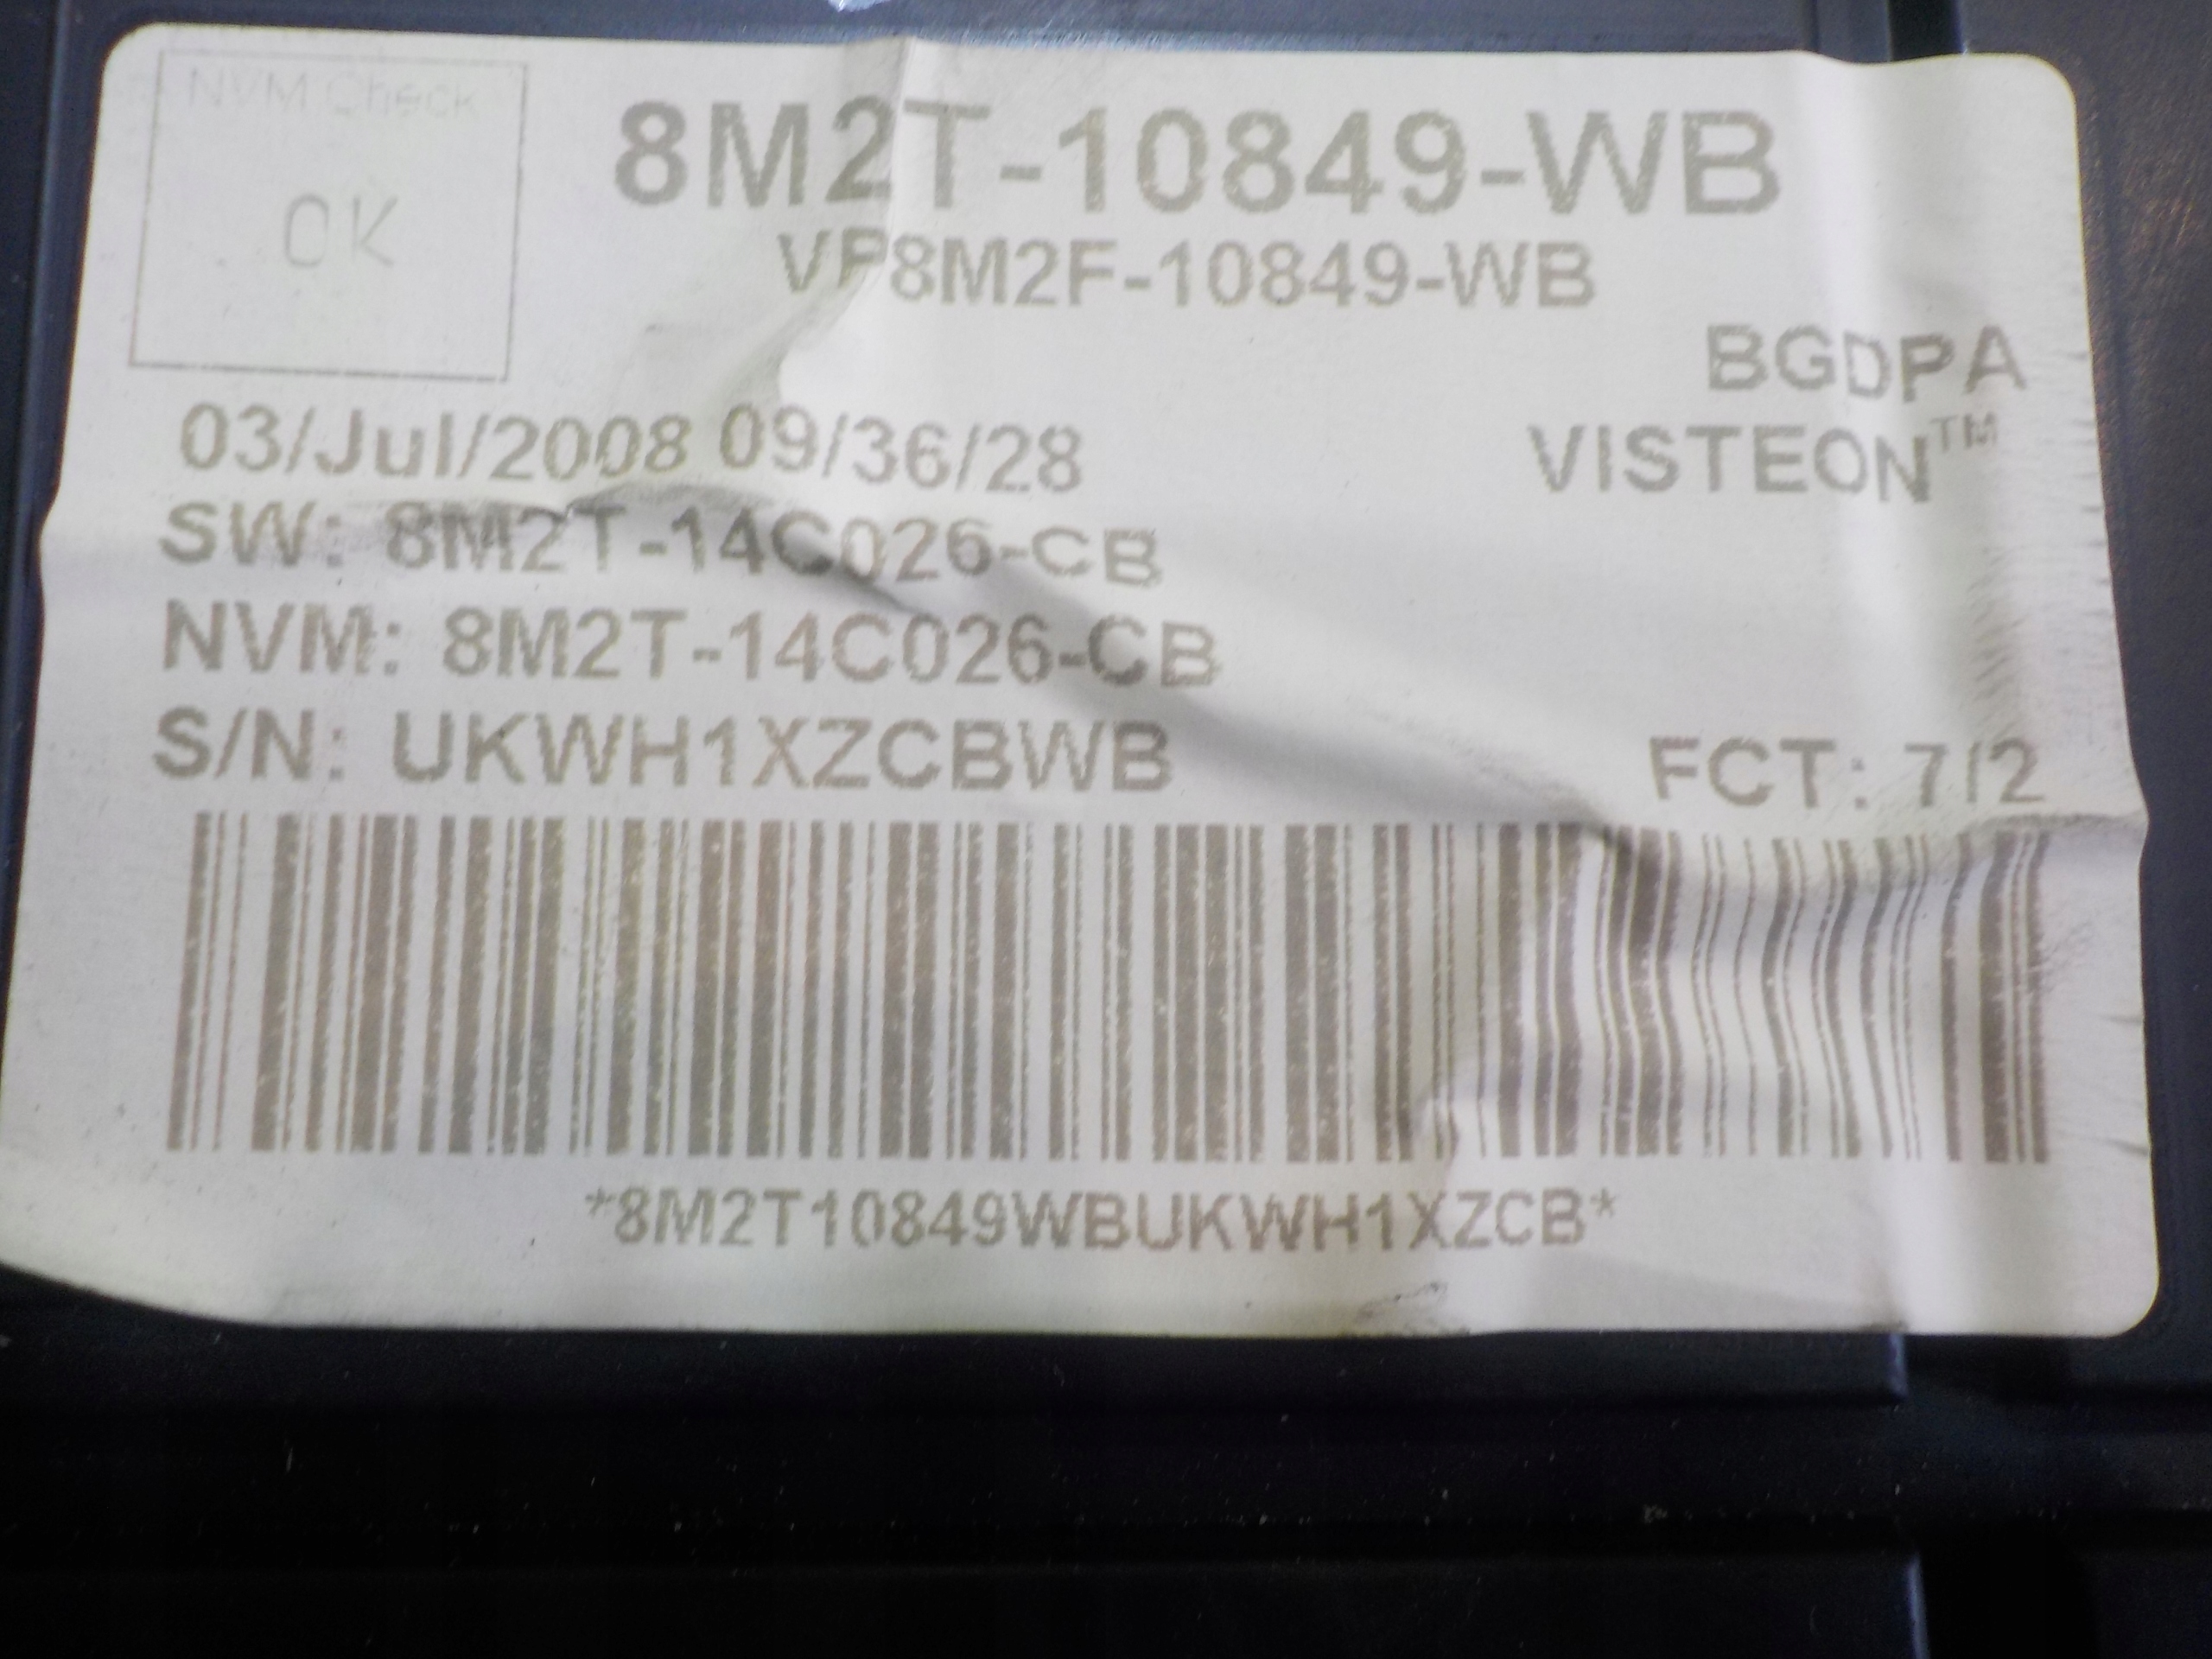 NVM Check
OK
8M2T-10849-WB
VP8M2F-10849-WB
BGDPA
03/Jul/2008 09/36/28
VISTEON™
SW: 8M2T-14C026-CB
NVM: 8M2T-14C026-CB
S/N: UKWH1XZCBWB
FCT: 7/2
*8M2T10849WBUKWH1XZCB*